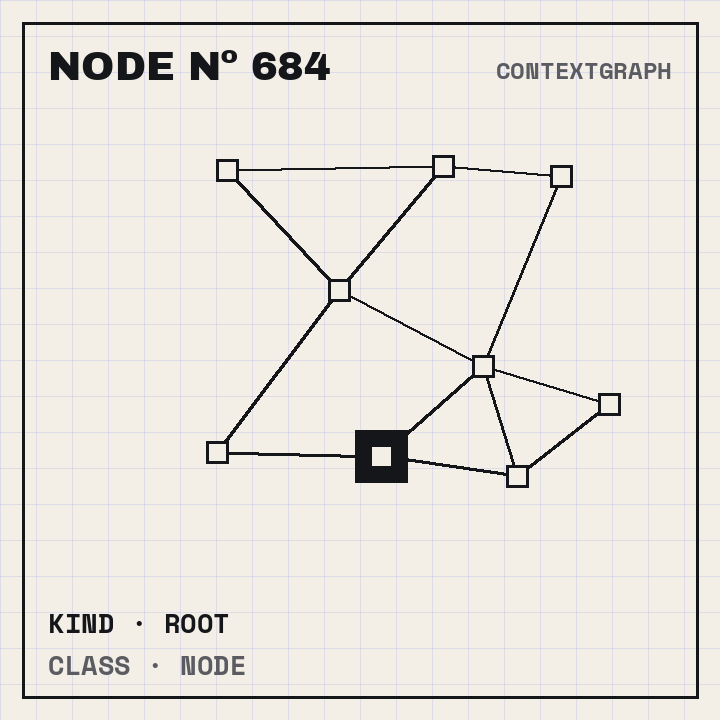 NODE Nº 684
CONTEXTGRAPH
KIND · ROOT
CLASS · NODE